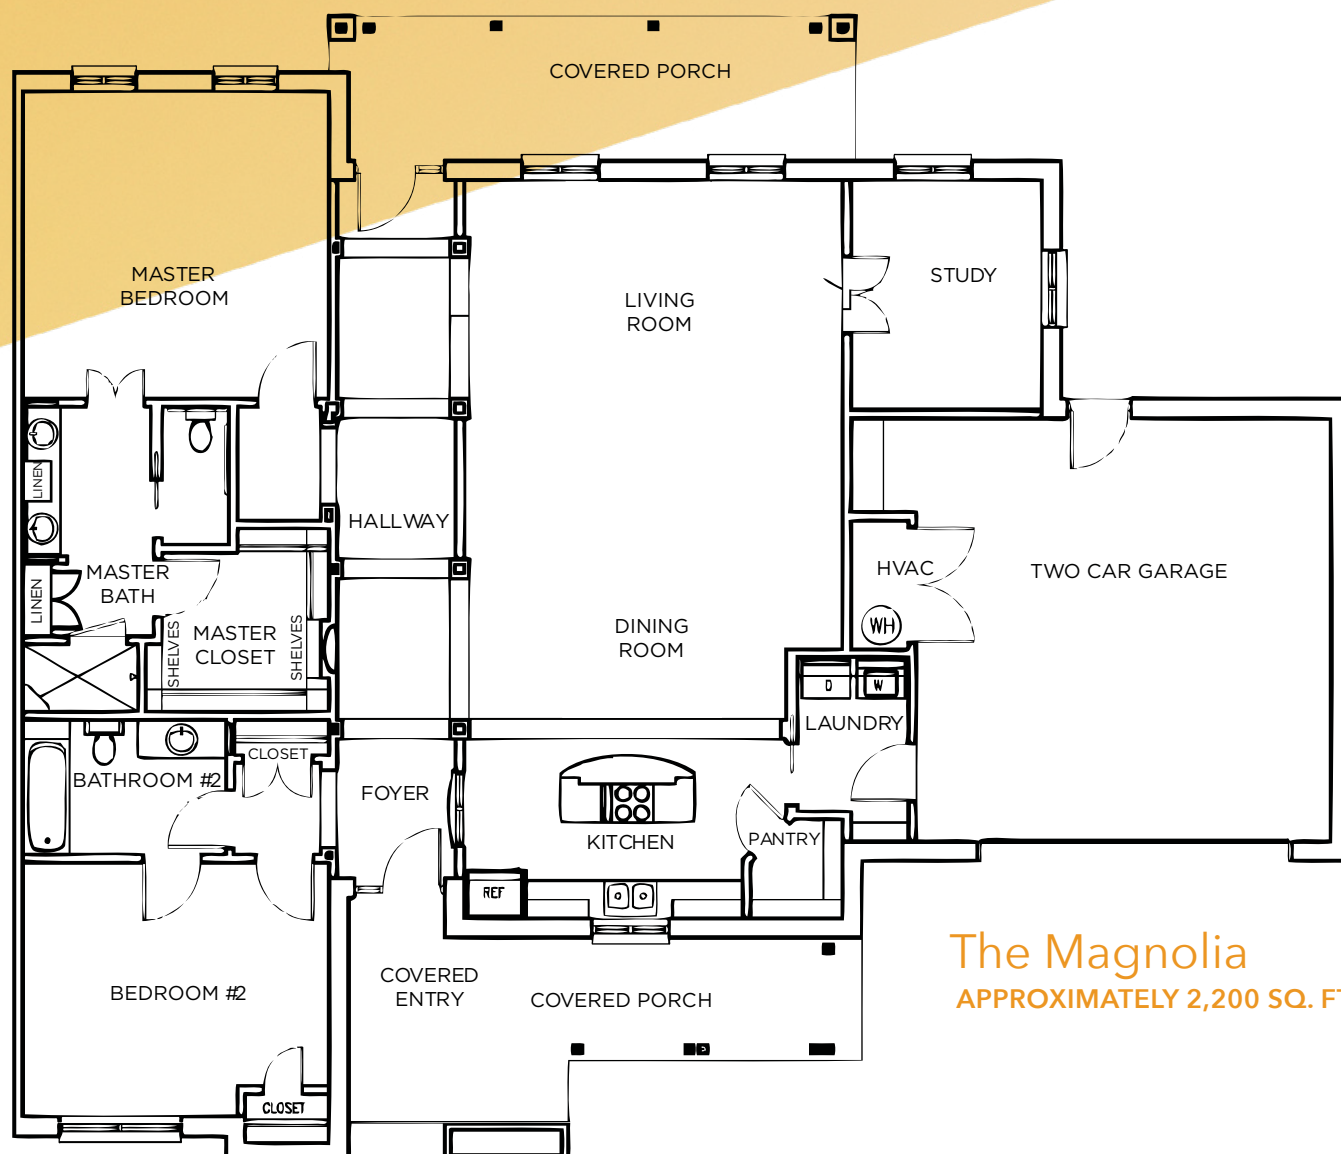 COVERED PORCH
MASTER
BEDROOM
LIVING
ROOM
STUDY
LINEN
HALLWAY
LINEN
MASTER
BATH
HVAC
TWO CAR GARAGE
WH
SHELVES
MASTER
CLOSET
SHELVES
DINING
ROOM
D
W
LAUNDRY
CLOSET
BATHROOM #2
FOYER
KITCHEN
PANTRY
REF
COVERED
ENTRY
COVERED PORCH
BEDROOM #2
CLOSET
The Magnolia
APPROXIMATELY 2,200 SQ. FT